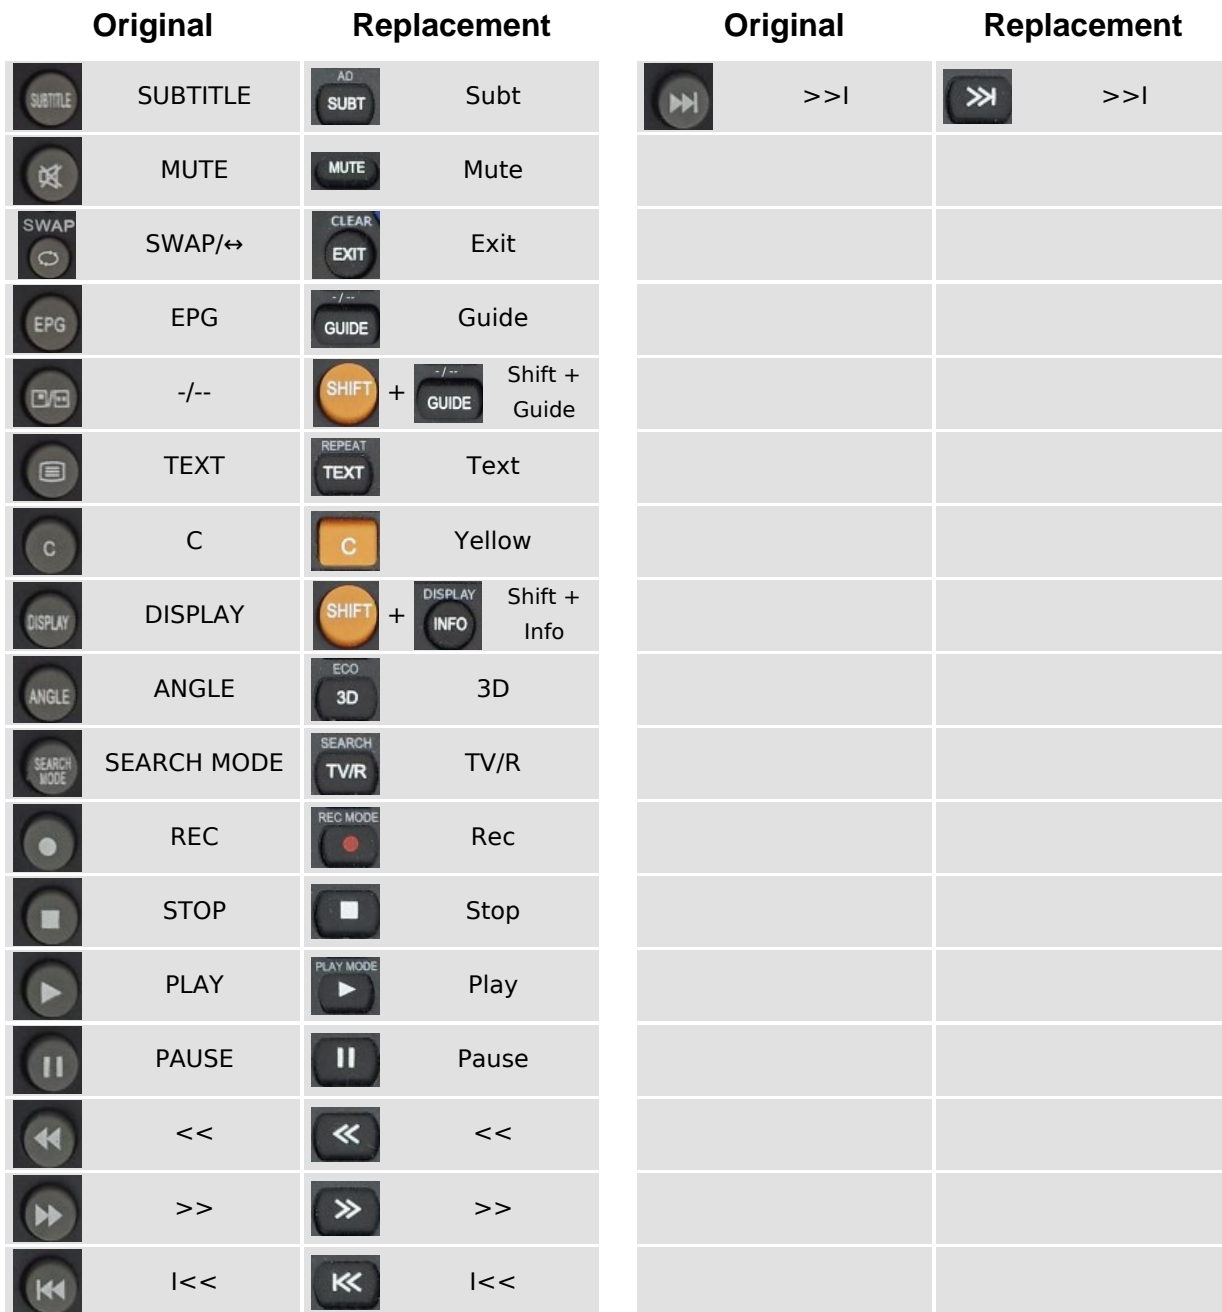 Original Replacement Original Replacement
SUBTITLE SUBTITLE AD SUBT Subt >>I >>I
MUTE MUTE Mute
SWAP SWAP/↔ CLEAR EXIT Exit
EPG EPG -/-- GUIDE Guide
-/-- SHIFT + -/-- GUIDE Shift + Guide
TEXT REPEAT TEXT Text
C C C Yellow
DISPLAY DISPLAY SHIFT + DISPLAY INFO Shift + Info
ANGLE ANGLE ECO 3D 3D
SEARCH MODE SEARCH MODE SEARCH TV/R TV/R
REC REC MODE Rec
STOP Stop
PLAY PLAY MODE Play
PAUSE Pause
<< <<
>> >>
I<< I<<